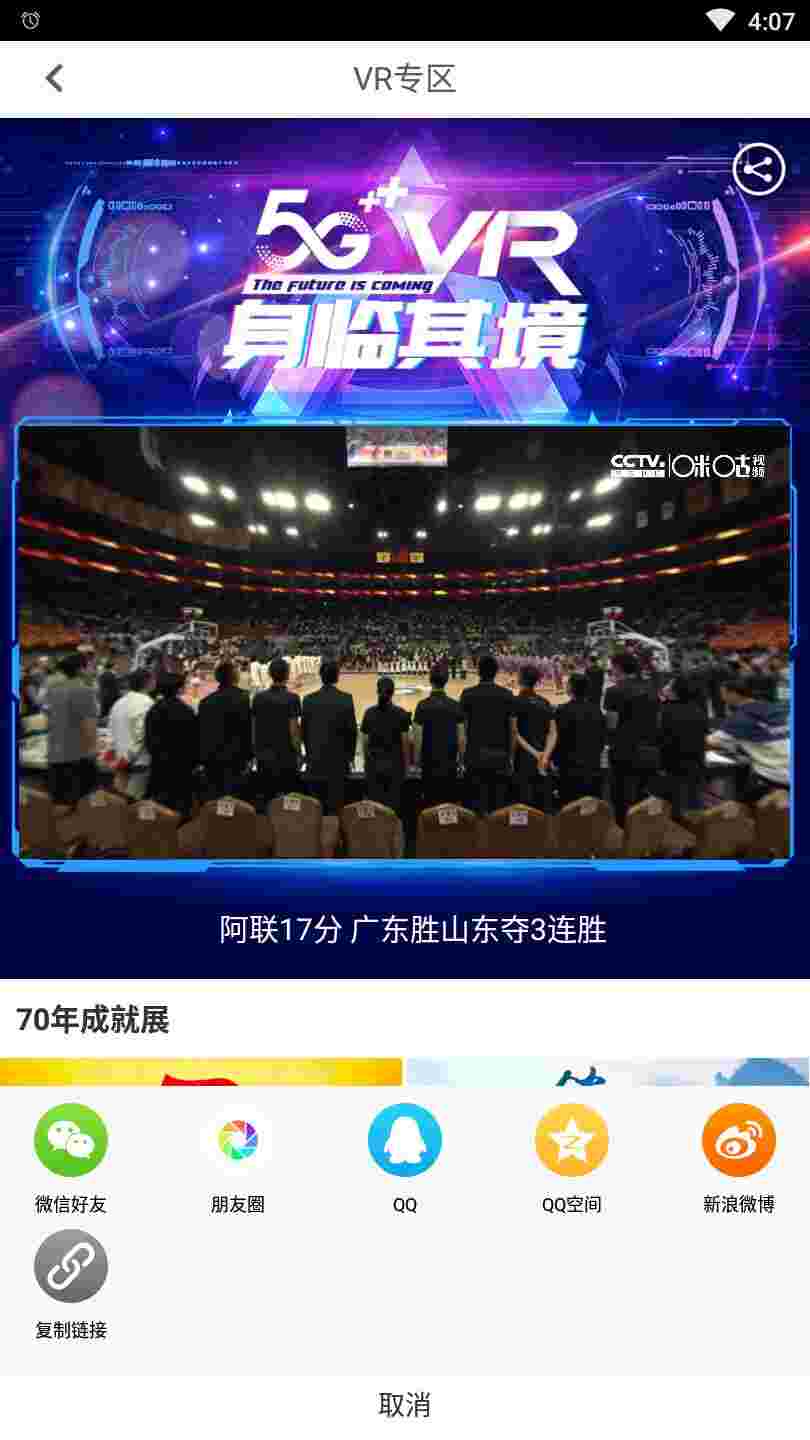 4:07
VR专区
5G++VR
The Future is coming
身临其境
CCTV.com 咪咕视频
阿联17分 广东胜山东夺3连胜
70年成就展
微信好友
朋友圈
QQ
QQ空间
新浪微博
复制链接
取消